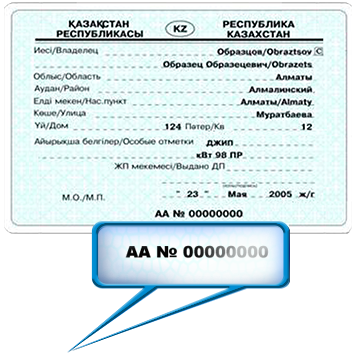 ҚАЗАҚСТАН РЕСПУБЛИКАСЫ
KZ
РЕСПУБЛИКА КАЗАХСТАН
Иесі/Владелец Образцов/Obraztsov C
Образец Образецевич/Obrazets
Облыс/Область Алматы
Аудан/Район Алмалинский
Елді мекен/Нас.пункт Алматы/Almaty
Көше/Улица Муратбаева
Үй/Дом 124 Пәтер/Кв 12
Айырықша белгілер/Особые отметки ДЖИП
кВт 98 ПР
ЖП мекемесі/Выдано ДП
М.О./М.П. " 23 " Мая 2005 ж/г
АА № 00000000
АА № 00000000